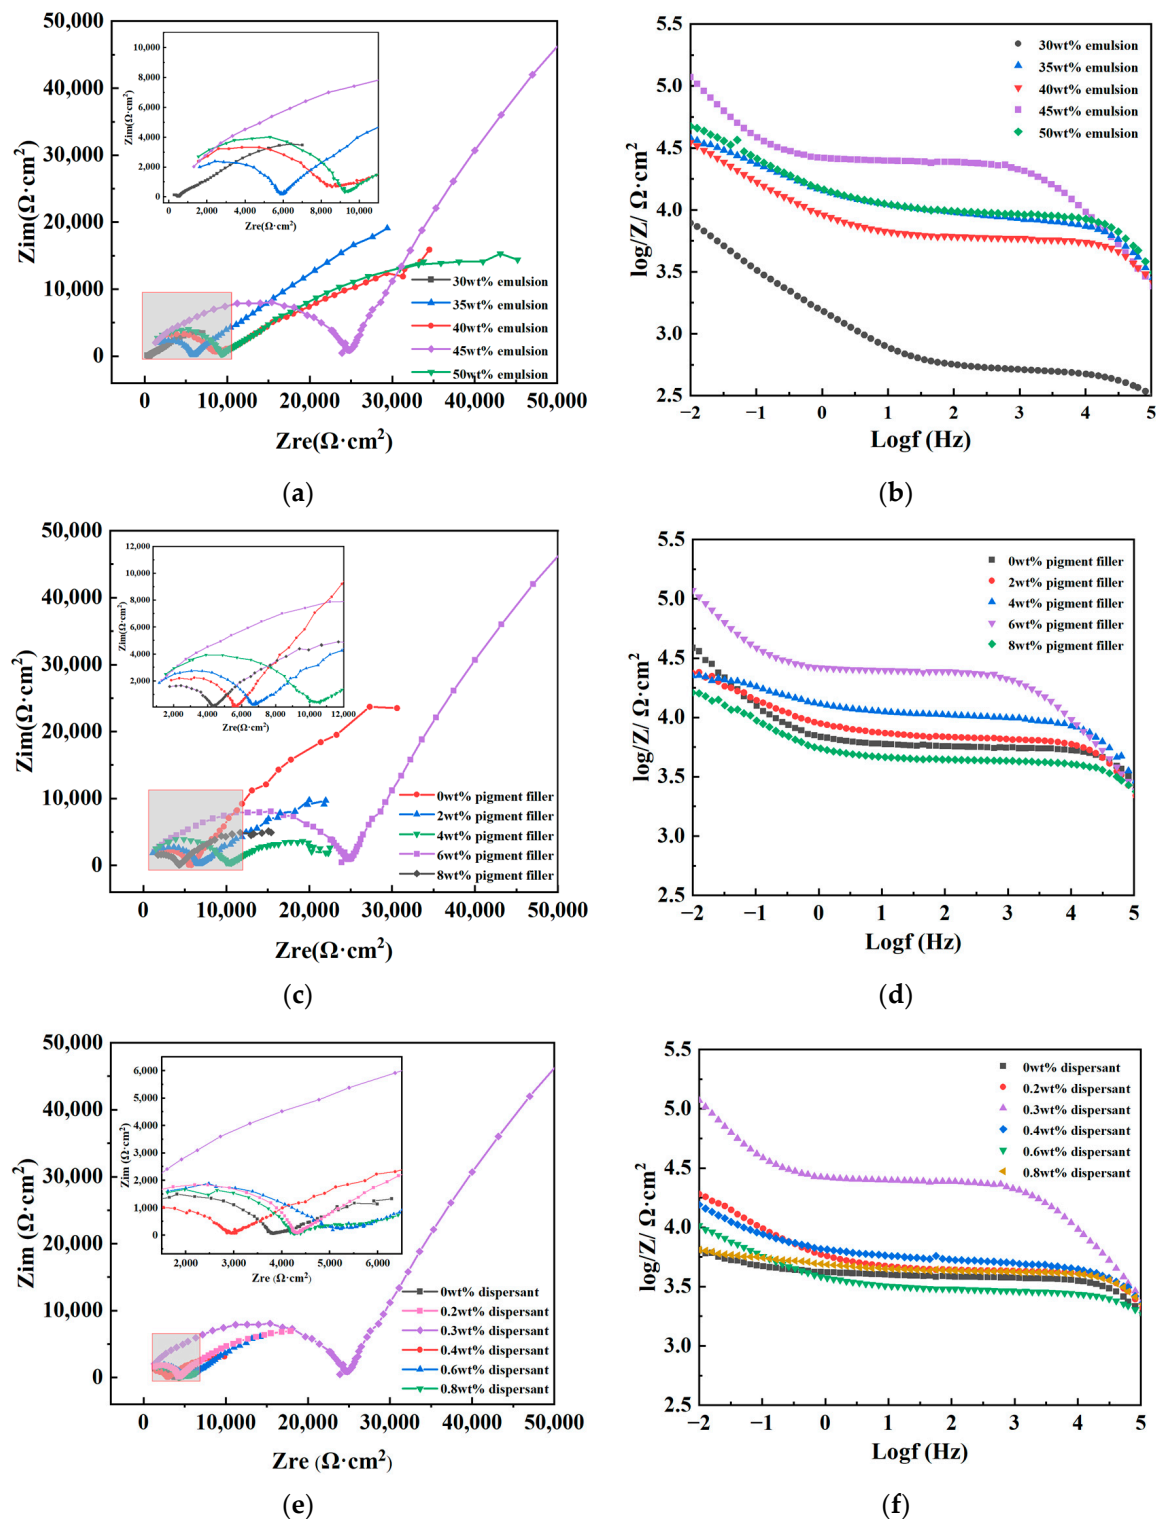 50,000
40,000
30,000
20,000
10,000
0
Zim(Ω·cm²)
0 10,000 20,000 30,000 40,000 50,000
Zre(Ω·cm²)
10,000
8,000
6,000
4,000
2,000
0
Zim(Ω·cm²)
0 2,000 4,000 6,000 8,000 10,000
Zre(Ω·cm²)
30wt% emulsion
35wt% emulsion
40wt% emulsion
45wt% emulsion
50wt% emulsion
(a)
5.5
5.0
4.5
4.0
3.5
3.0
2.5
log/Z/ Ω·cm²
−2 −1 0 1 2 3 4 5
Logf (Hz)
30wt% emulsion
35wt% emulsion
40wt% emulsion
45wt% emulsion
50wt% emulsion
(b)
50,000
40,000
30,000
20,000
10,000
0
Zim(Ω·cm²)
0 10,000 20,000 30,000 40,000 50,000
Zre(Ω·cm²)
12,000
10,000
8,000
6,000
4,000
2,000
Zim(Ω·cm²)
2,000 4,000 6,000 8,000 10,000 12,000
Zre(Ω·cm²)
0wt% pigment filler
2wt% pigment filler
4wt% pigment filler
6wt% pigment filler
8wt% pigment filler
(c)
5.5
5.0
4.5
4.0
3.5
3.0
2.5
log/Z/ Ω·cm²
−2 −1 0 1 2 3 4 5
Logf (Hz)
0wt% pigment filler
2wt% pigment filler
4wt% pigment filler
6wt% pigment filler
8wt% pigment filler
(d)
50,000
40,000
30,000
20,000
10,000
0
Zim (Ω·cm²)
0 10,000 20,000 30,000 40,000 50,000
Zre (Ω·cm²)
6,000
5,000
4,000
3,000
2,000
1,000
0
Zim (Ω·cm²)
2,000 3,000 4,000 5,000 6,000
Zre (Ω·cm²)
0wt% dispersant
0.2wt% dispersant
0.3wt% dispersant
0.4wt% dispersant
0.6wt% dispersant
0.8wt% dispersant
(e)
5.5
5.0
4.5
4.0
3.5
3.0
2.5
log/Z/ Ω·cm²
−2 −1 0 1 2 3 4 5
Logf (Hz)
0wt% dispersant
0.2wt% dispersant
0.3wt% dispersant
0.4wt% dispersant
0.6wt% dispersant
0.8wt% dispersant
(f)